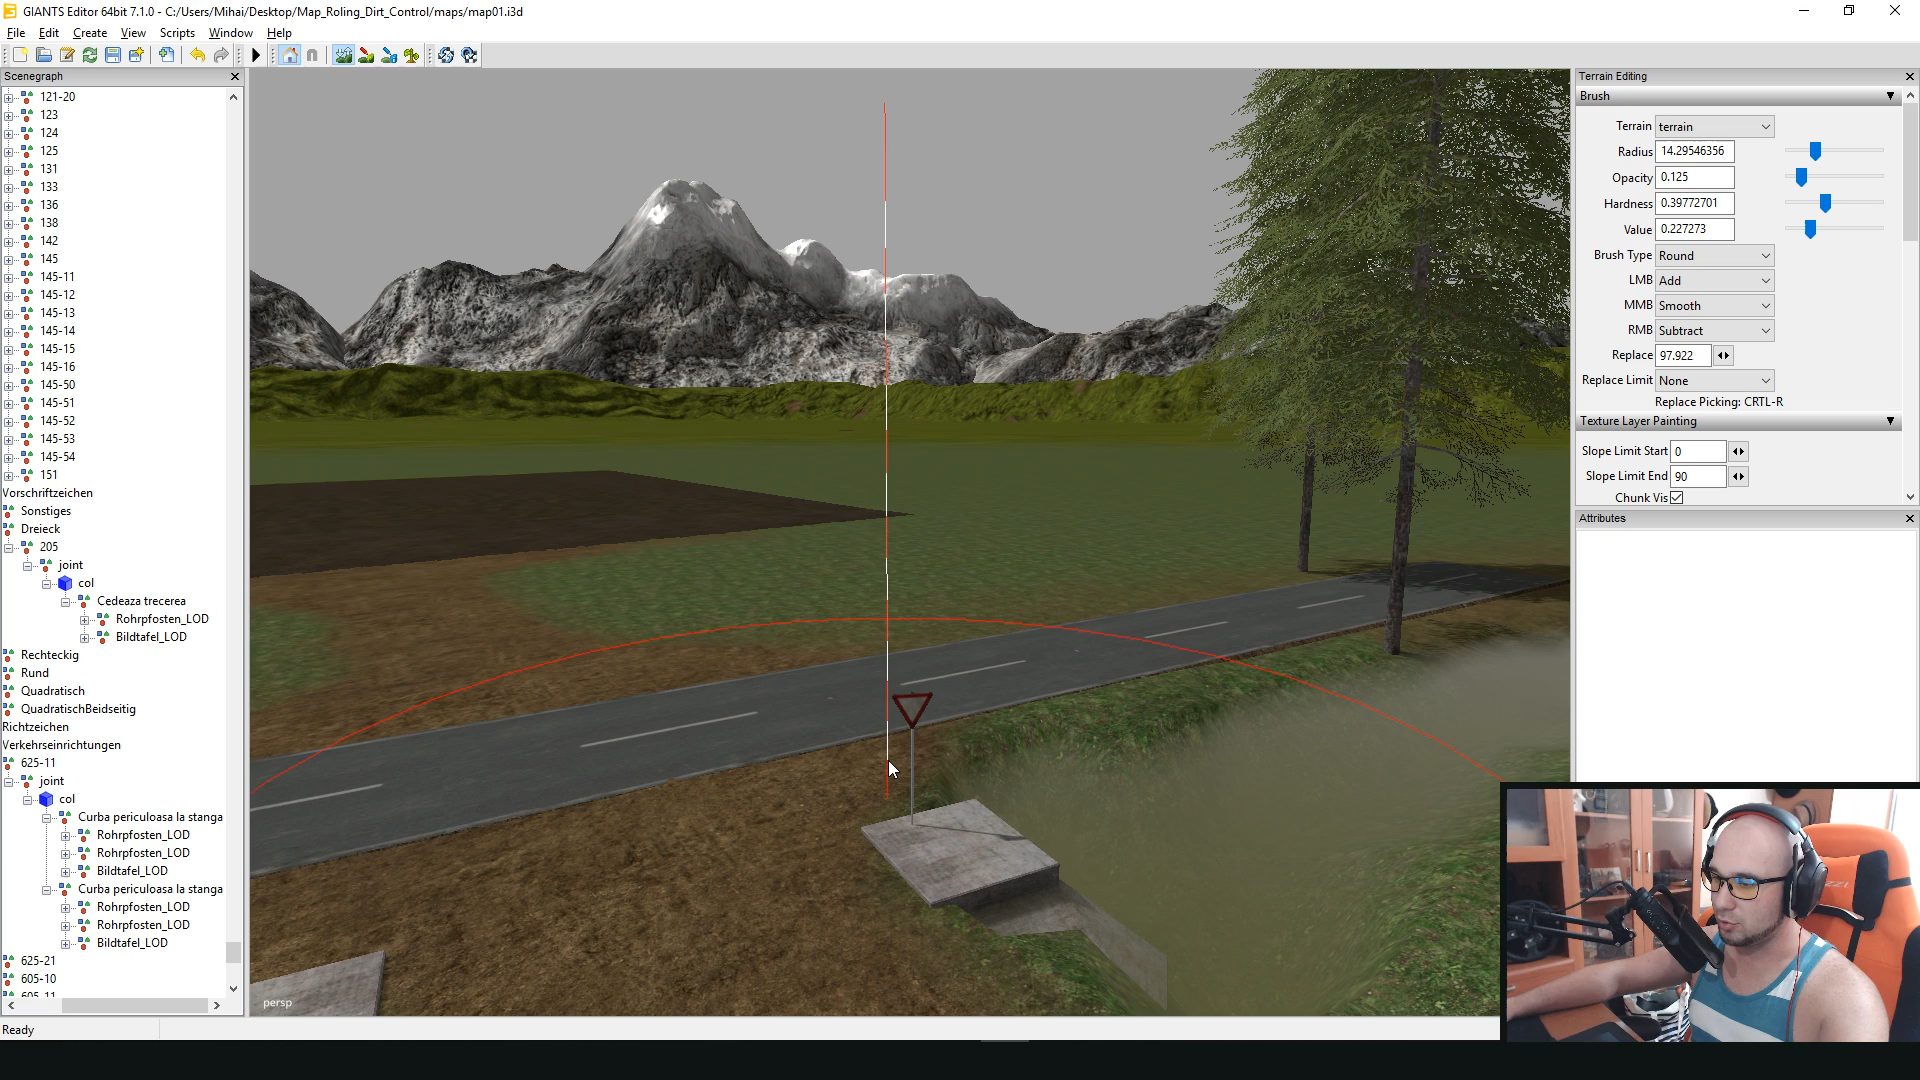 GIANTS Editor 64bit 7.1.0 - C:/Users/Mihai/Desktop/Map_Roling_Dirt_Control/maps/map01.i3d
File Edit Create View Scripts Window Help
Scenegraph
121-20
123
124
125
131
133
136
138
142
145
145-11
145-12
145-13
145-14
145-15
145-16
145-50
145-51
145-52
145-53
145-54
151
Vorschriftzeichen
Sonstiges
Dreieck
205
joint
col
Cedeaza trecerea
Rohrpfosten_LOD
Bildtafel_LOD
Rechteckig
Rund
Quadratisch
QuadratischBeidseitig
Richtzeichen
Verkehrseinrichtungen
625-11
joint
col
Curba periculoasa la stanga
Rohrpfosten_LOD
Rohrpfosten_LOD
Bildtafel_LOD
Curba periculoasa la stanga
Rohrpfosten_LOD
Rohrpfosten_LOD
Bildtafel_LOD
625-21
605-10
605-11
Ready
persp
Terrain Editing
Brush
Terrain terrain
Radius 14.29546356
Opacity 0.125
Hardness 0.39772701
Value 0.227273
Brush Type Round
LMB Add
MMB Smooth
RMB Subtract
Replace 97.922
Replace Limit None
Replace Picking: CRTL-R
Texture Layer Painting
Slope Limit Start 0
Slope Limit End 90
Chunk Vis
Attributes